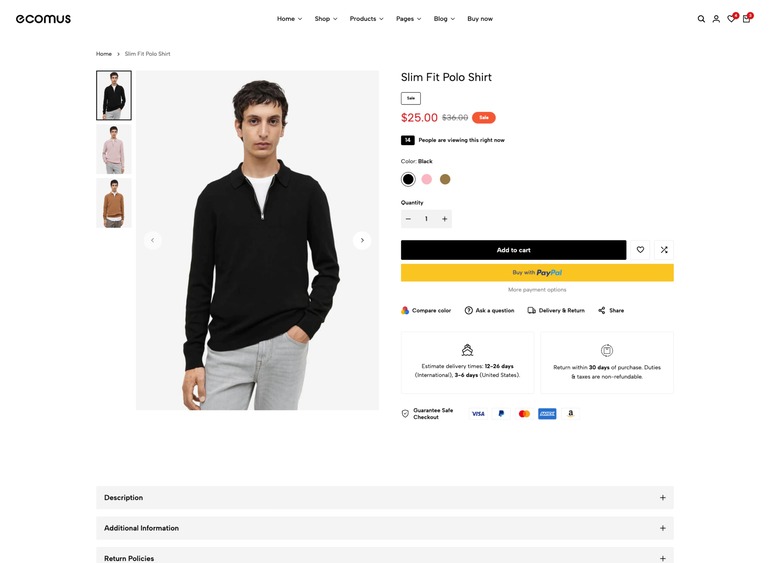 ecomus
Home Shop Products Pages Blog Buy now
Home > Slim Fit Polo Shirt
Slim Fit Polo Shirt
Sale
$25.00 $36.00 Sale
14 People are viewing this right now
Color: Black
Quantity
− 1 +
Add to cart
Buy with PayPal
More payment options
Compare color Ask a question Delivery & Return Share
Estimate delivery times: 12-26 days
(International), 3-6 days (United States).
Return within 30 days of purchase. Duties
& taxes are non-refundable.
Guarantee Safe
Checkout
VISA
Description
Additional Information
Return Policies